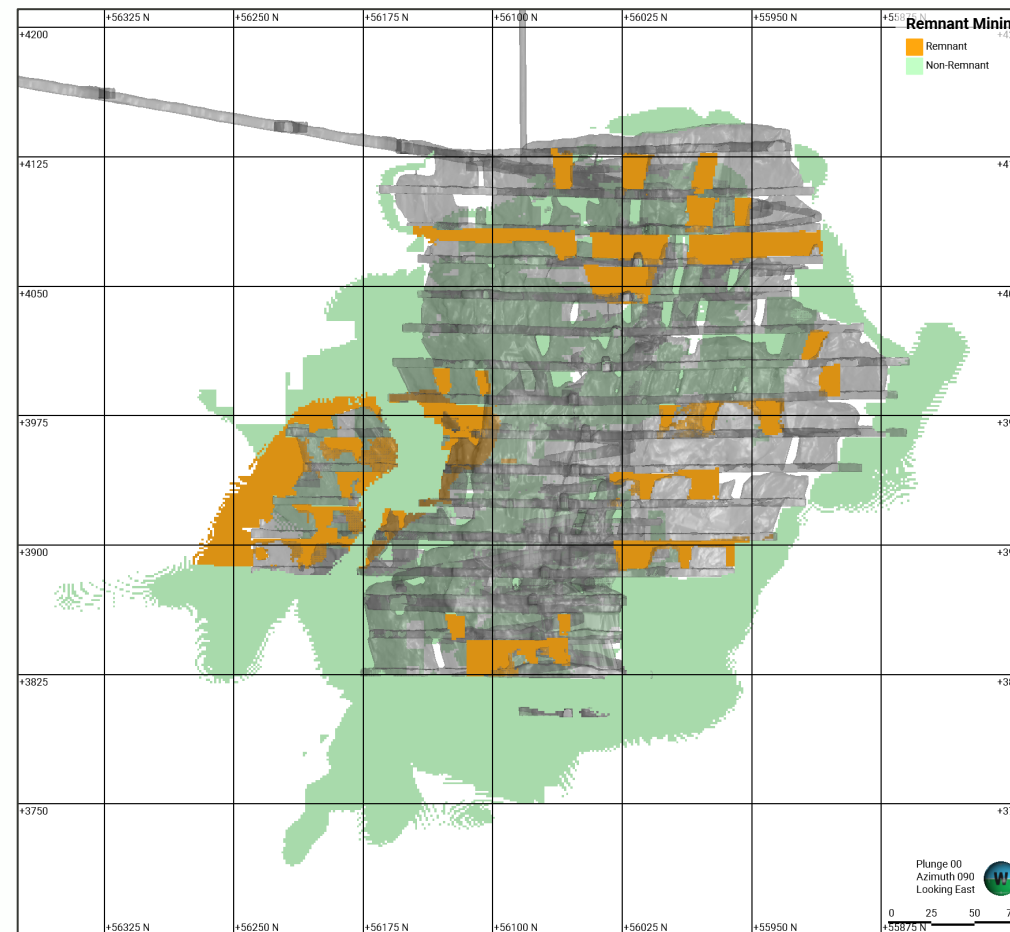 +56325 N
+56250 N
+56175 N
+56100 N
+56025 N
+55950 N
+55875 N
+4200
Remnant Minin
Remnant
Non-Remnant
+4125
+4050
+3975
+3900
+3825
+3750
Plunge 00
Azimuth 090
Looking East
W
0
25
50
+56325 N
+56250 N
+56175 N
+56100 N
+56025 N
+55950 N
+55875 N